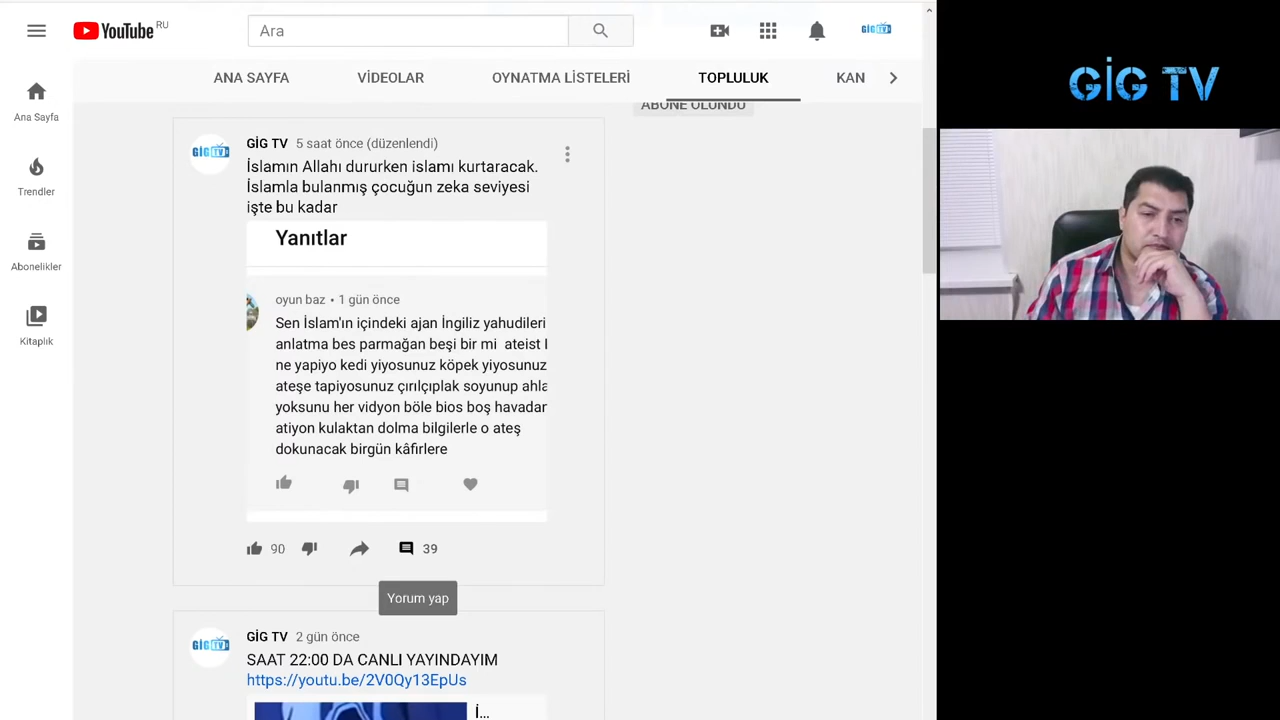 YouTube RU
Ara
GİG TV
ANA SAYFA VİDEOLAR OYNATMA LİSTELERİ TOPLULUK KAN
ABONE OLUNDU
Ana Sayfa
Trendler
Abonelikler
Kitaplık
GİG TV 5 saat önce (düzenlendi)
İslamın Allahı dururken islamı kurtaracak.
İslamla bulanmış çocuğun zeka seviyesi
işte bu kadar
Yanıtlar
oyun baz • 1 gün önce
Sen İslam'ın içindeki ajan İngiliz yahudileri
anlatma bes parmağan beşi bir mi ateist
ne yapiyo kedi yiyosunuz köpek yiyosunuz
ateşe tapiyosunuz çırılçıplak soyunup ahla
yoksunu her vidyon böle bios boş havadan
atiyon kulaktan dolma bilgilerle o ateş
dokunacak birgün kâfirlere
90 39
Yorum yap
GİG TV 2 gün önce
SAAT 22:00 DA CANLI YAYINDAYIM
https://youtu.be/2V0Qy13EpUs
İ...
GİG TV